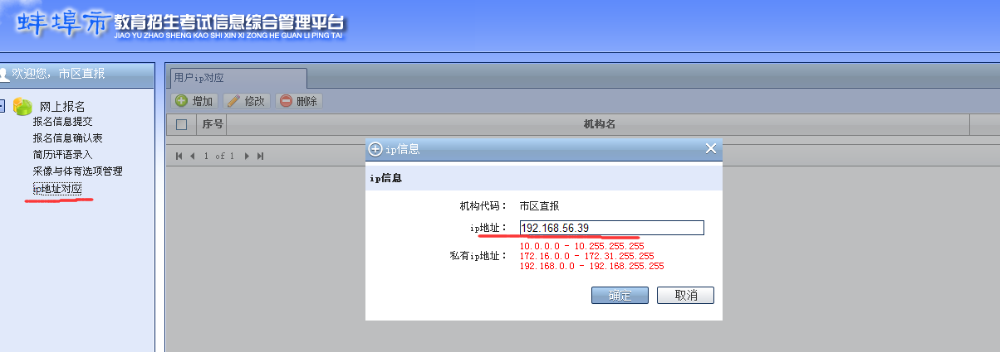 蚌埠市 教育招生考试信息综合管理平台
JIAO YU ZHAO SHENG KAO SHI XIN XI ZONG HE GUAN LI PING TAI
欢迎您，市区直报
网上报名
报名信息提交
报名信息确认表
简历评语录入
采像与体育选项管理
ip地址对应
用户ip对应
增加 修改 删除
序号 机构名
1 of 1
ip信息
ip信息
机构代码： 市区直报
ip地址： 192.168.56.39
私有ip地址： 10.0.0.0 - 10.255.255.255
172.16.0.0 - 172.31.255.255
192.168.0.0 - 192.168.255.255
确定 取消